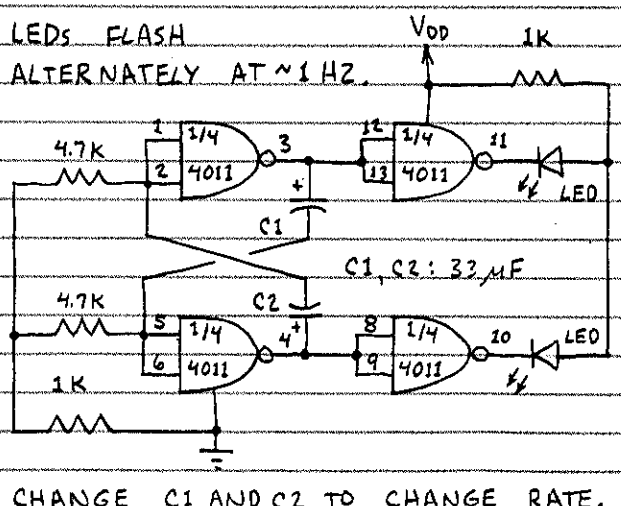 LEDs FLASH
ALTERNATELY AT ~1 HZ.
VDD
1K
4.7K
1
2
1/4
4011
3
12
13
1/4
4011
11
LED
+
C1
C1, C2: 33 µF
C2
+
4.7K
5
6
1/4
4011
4
8
9
1/4
4011
10
LED
1K
CHANGE C1 AND C2 TO CHANGE RATE.